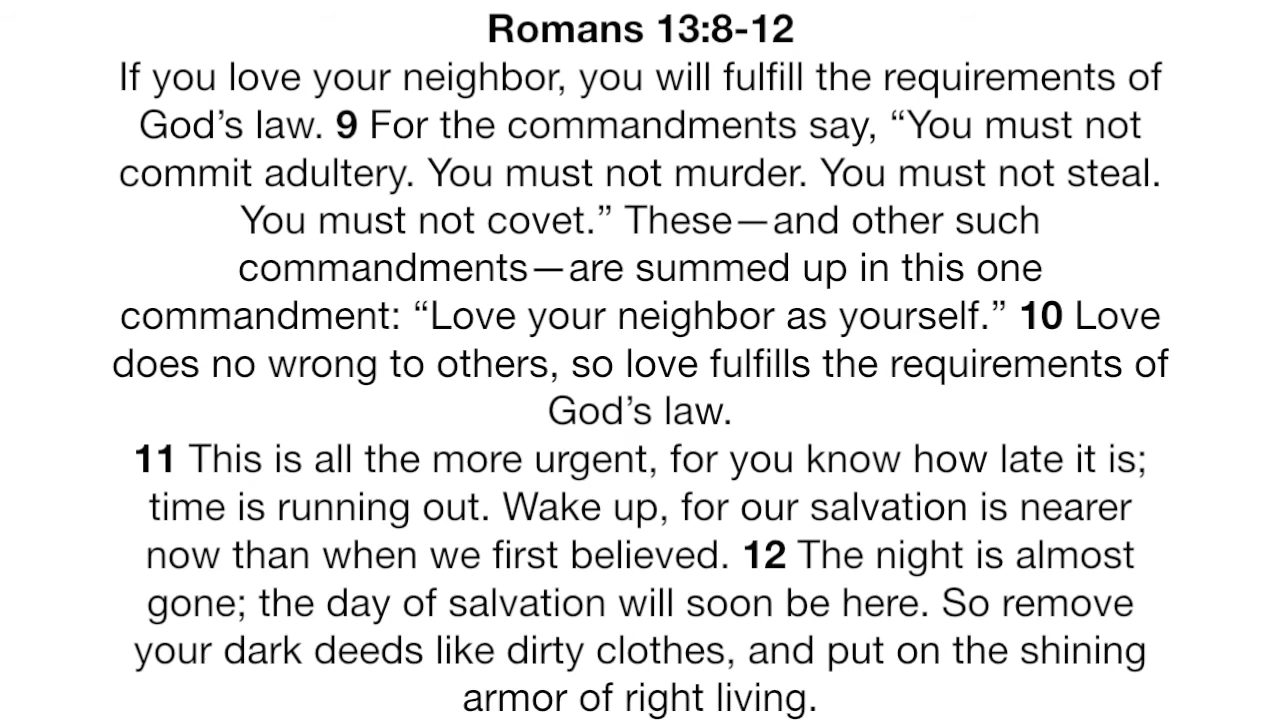 Romans 13:8-12
If you love your neighbor, you will fulfill the requirements of
God’s law. 9 For the commandments say, “You must not
commit adultery. You must not murder. You must not steal.
You must not covet.” These—and other such
commandments—are summed up in this one
commandment: “Love your neighbor as yourself.” 10 Love
does no wrong to others, so love fulfills the requirements of
God’s law.
11 This is all the more urgent, for you know how late it is;
time is running out. Wake up, for our salvation is nearer
now than when we first believed. 12 The night is almost
gone; the day of salvation will soon be here. So remove
your dark deeds like dirty clothes, and put on the shining
armor of right living.